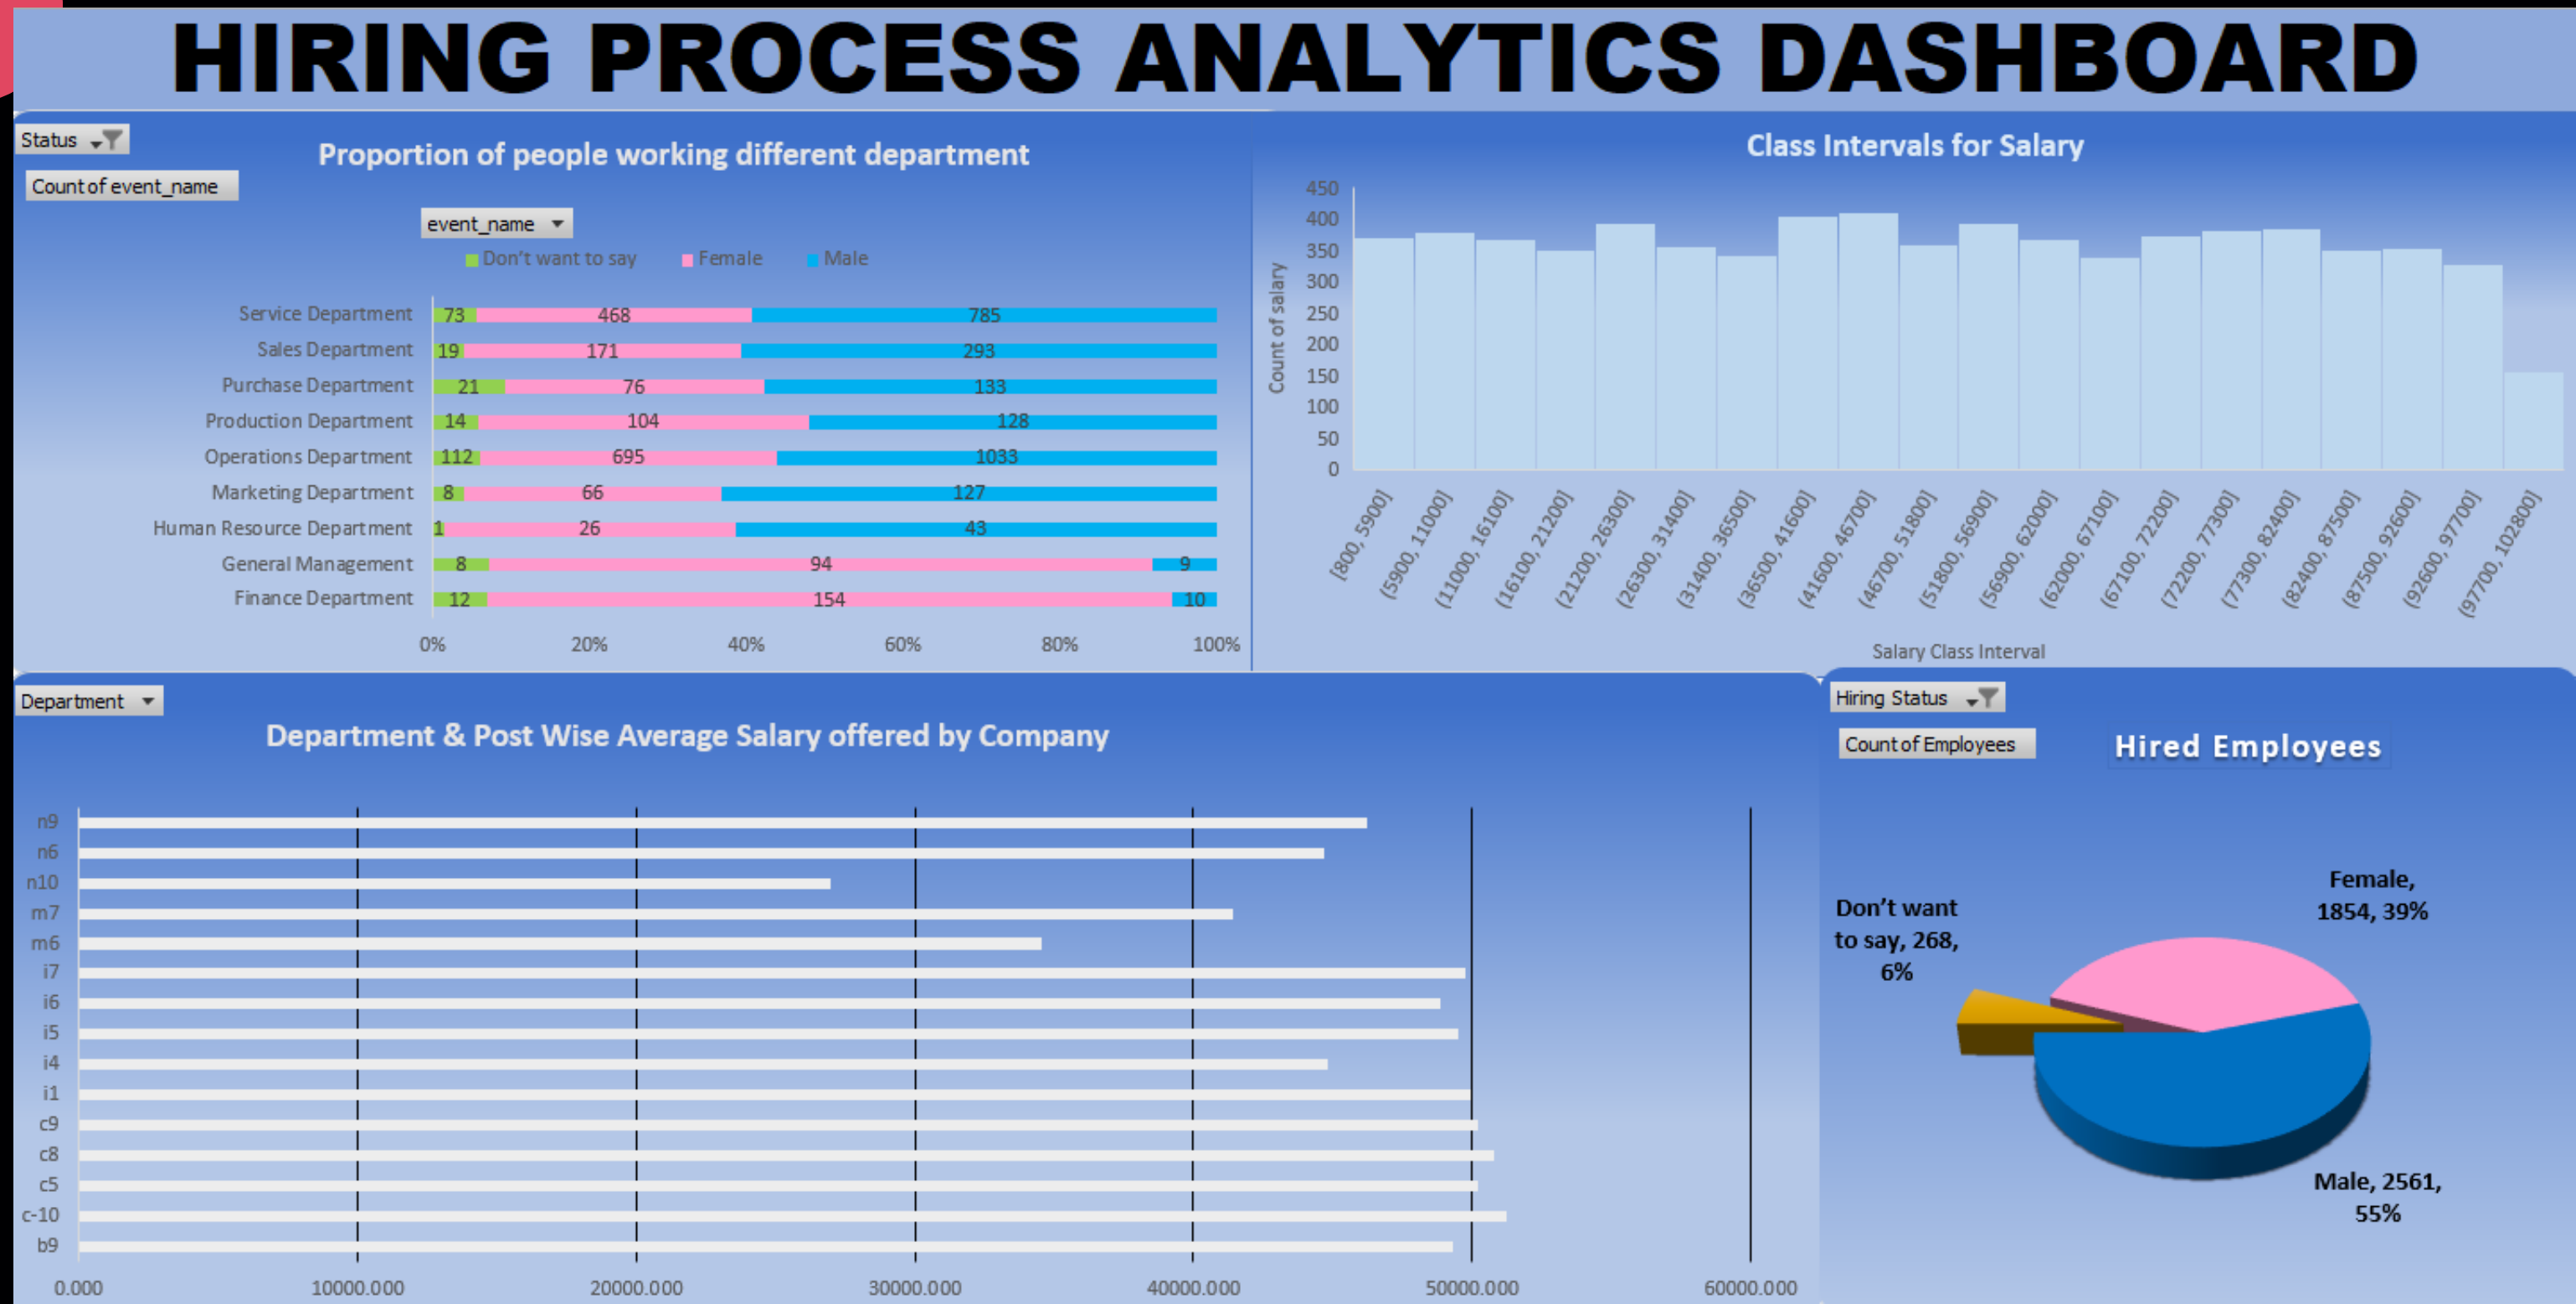 HIRING PROCESS ANALYTICS DASHBOARD
Status
Proportion of people working different department
Count of event_name
event_name
Don't want to say Female Male
Service Department 73 468 785
Sales Department 19 171 293
Purchase Department 21 76 133
Production Department 14 104 128
Operations Department 112 695 1033
Marketing Department 8 66 127
Human Resource Department 1 26 43
General Management 8 94 9
Finance Department 12 154 10
0% 20% 40% 60% 80% 100%
Class Intervals for Salary
Count of salary
450
400
350
300
250
200
150
100
50
0
[800, 5900]
(5900, 11000]
(11000, 16100]
(16100, 21200]
(21200, 26300]
(26300, 31400]
(31400, 36500]
(36500, 41600]
(41600, 46700]
(46700, 51800]
(51800, 56900]
(56900, 62000]
(62000, 67100]
(67100, 72200]
(72200, 77300]
(77300, 82400]
(82400, 87500]
(87500, 92600]
(92600, 97700]
(97700, 102800]
Salary Class Interval
Department
Department & Post Wise Average Salary offered by Company
n9
n6
n10
m7
m6
i7
i6
i5
i4
i1
c9
c8
c5
c-10
b9
0.000 10000.000 20000.000 30000.000 40000.000 50000.000 60000.000
Hiring Status
Count of Employees
Hired Employees
Don't want
to say, 268,
6%
Female,
1854, 39%
Male, 2561,
55%